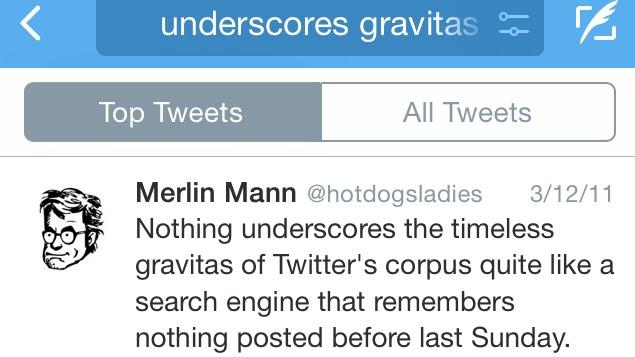 underscores gravitas
Top Tweets
All Tweets
Merlin Mann @hotdogsladies 3/12/11
Nothing underscores the timeless
gravitas of Twitter's corpus quite like a
search engine that remembers
nothing posted before last Sunday.